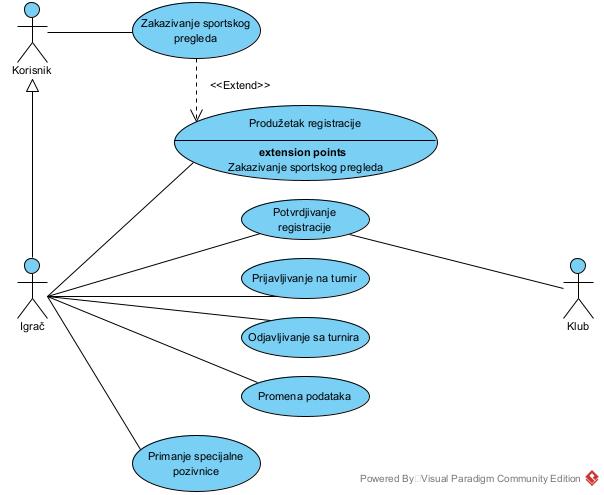 Zakazivanje sportskog
pregleda
Korisnik
<<Extend>>
Produžetak registracije
extension points
Zakazivanje sportskog pregleda
Potvrdjivanje
registracije
Prijavljivanje na turnir
Igrač
Klub
Odjavljivanje sa turnira
Promena podataka
Primanje specijalne
pozivnice
Powered By Visual Paradigm Community Edition